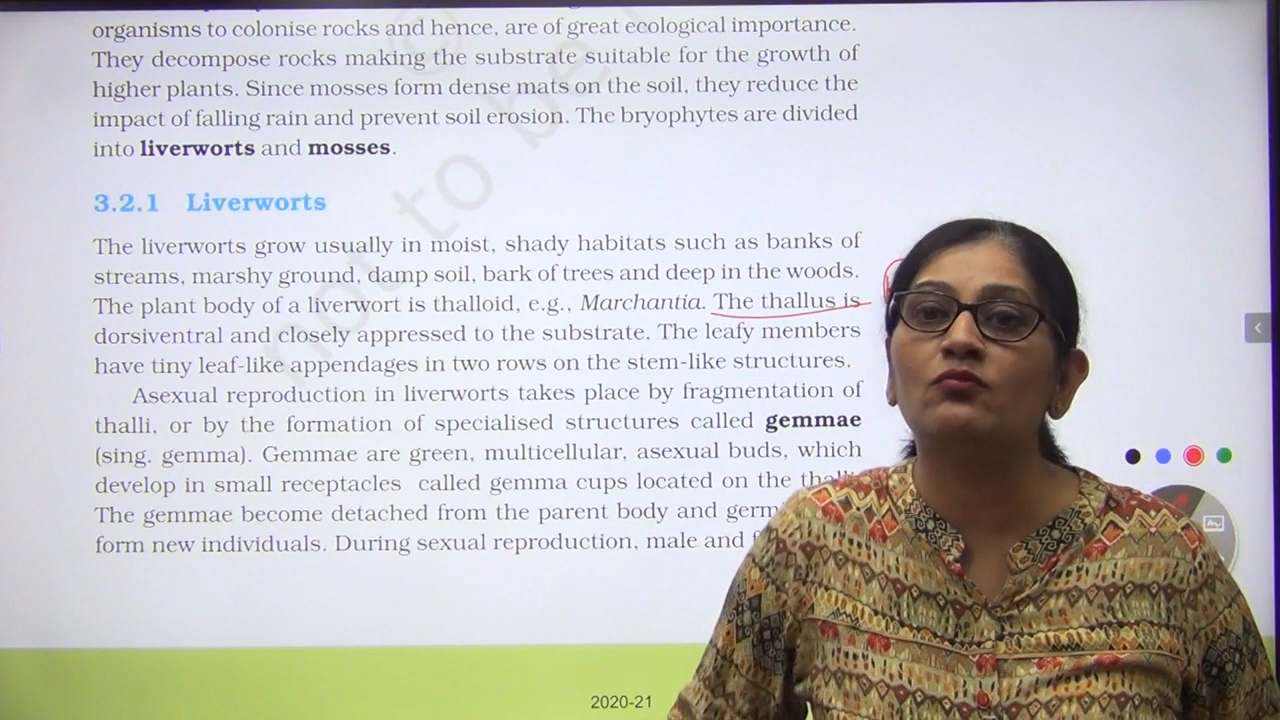 organisms to colonise rocks and hence, are of great ecological importance.
They decompose rocks making the substrate suitable for the growth of
higher plants. Since mosses form dense mats on the soil, they reduce the
impact of falling rain and prevent soil erosion. The bryophytes are divided
into liverworts and mosses.
3.2.1 Liverworts
The liverworts grow usually in moist, shady habitats such as banks of
streams, marshy ground, damp soil, bark of trees and deep in the woods.
The plant body of a liverwort is thalloid, e.g., Marchantia. The thallus is
dorsiventral and closely appressed to the substrate. The leafy members
have tiny leaf-like appendages in two rows on the stem-like structures.
Asexual reproduction in liverworts takes place by fragmentation of
thalli, or by the formation of specialised structures called gemmae
(sing. gemma). Gemmae are green, multicellular, asexual buds, which
develop in small receptacles called gemma cups located on the
The gemmae become detached from the parent body and
form new individuals. During sexual reproduction, male and
not to be
2020-21